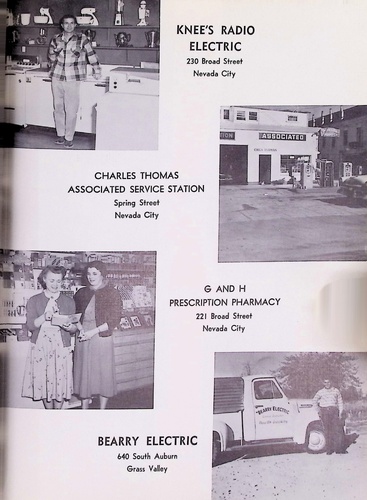 KNEE'S RADIO
ELECTRIC
230 Broad Street
Nevada City
ASSOCIATED
CHARLES THOMAS
ASSOCIATED SERVICE STATION
Spring Street
Nevada City
G AND H
PRESCRIPTION PHARMACY
221 Broad Street
Nevada City
BEARRY ELECTRIC
BEARRY ELECTRIC
640 South Auburn
Grass Valley